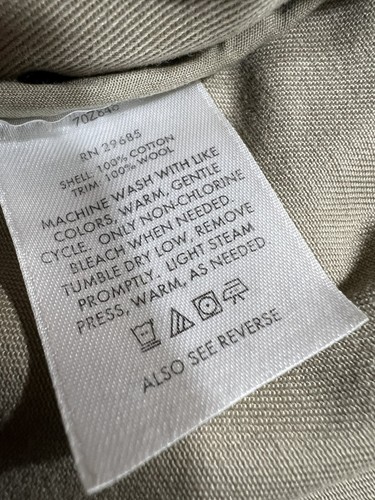 RN 29685
SHELL: 100% COTTON
TRIM: 100% WOOL
MACHINE WASH WITH LIKE
COLORS, WARM, GENTLE
CYCLE. ONLY NON-CHLORINE
BLEACH WHEN NEEDED.
TUMBLE DRY LOW, REMOVE
PROMPTLY. LIGHT STEAM
PRESS, WARM, AS NEEDED.
ALSO SEE REVERSE